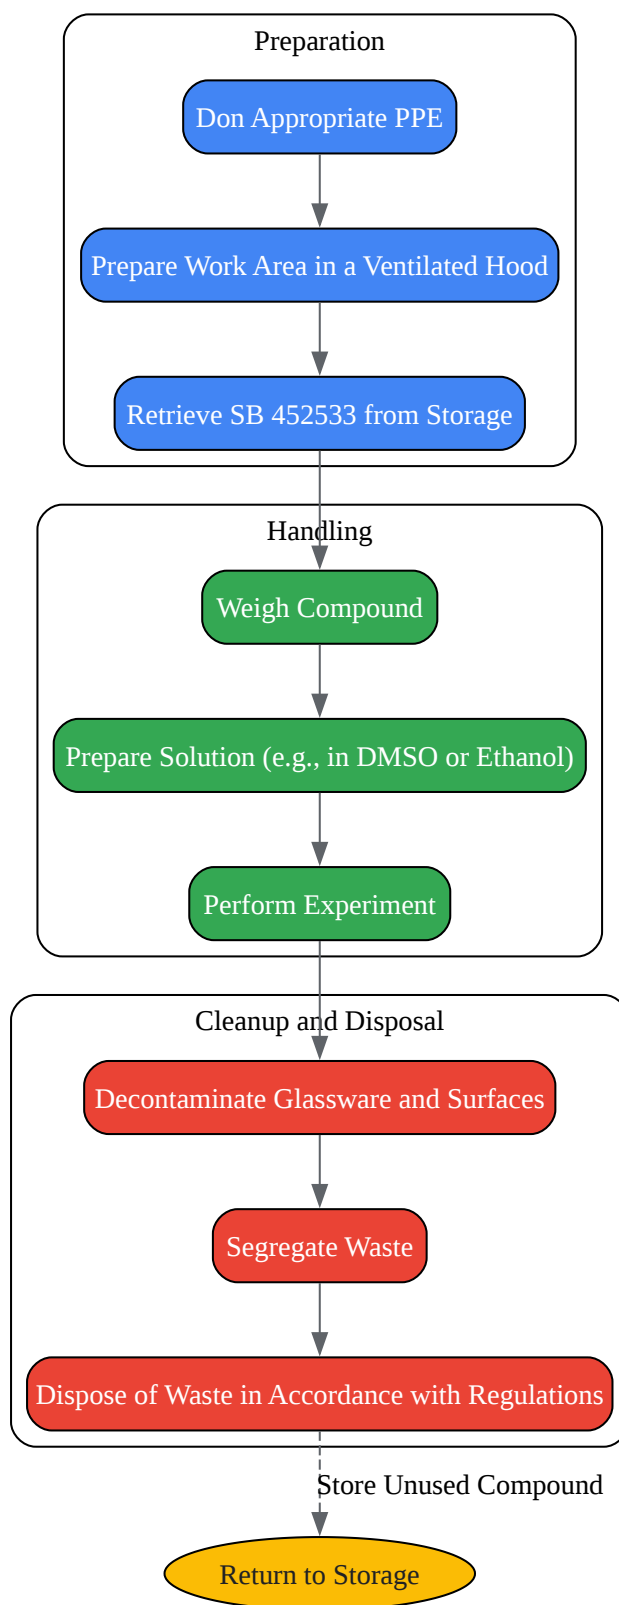 Preparation
Don Appropriate PPE
Prepare Work Area in a Ventilated Hood
Retrieve SB 452533 from Storage
Handling
Weigh Compound
Prepare Solution (e.g., in DMSO or Ethanol)
Perform Experiment
Cleanup and Disposal
Decontaminate Glassware and Surfaces
Segregate Waste
Dispose of Waste in Accordance with Regulations
Store Unused Compound
Return to Storage